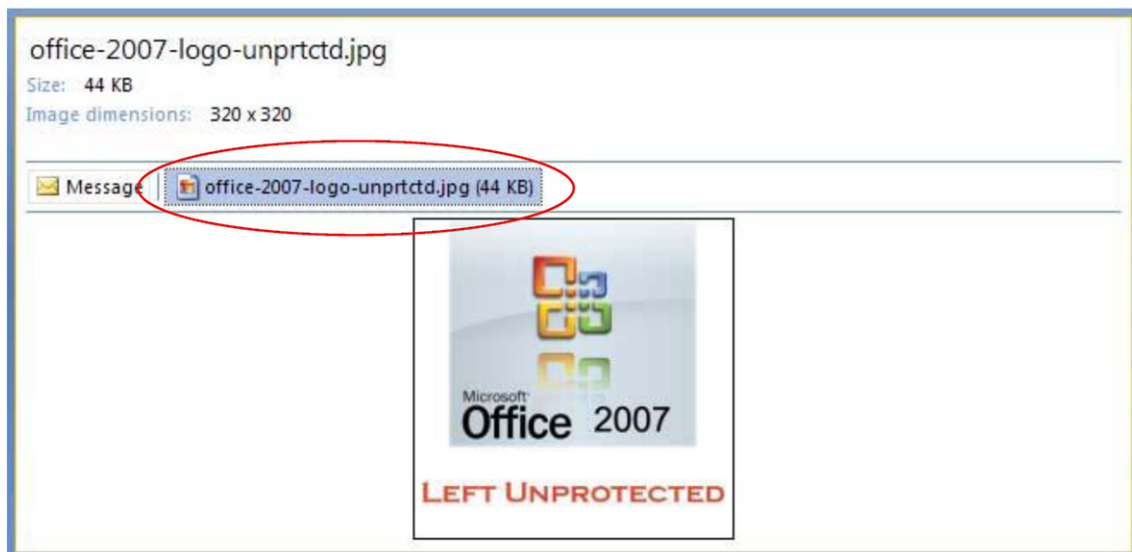 office-2007-logo-unprtctd.jpg
Size: 44 KB
Image dimensions: 320 x 320
Message office-2007-logo-unprtctd.jpg (44 KB)
Microsoft
Office 2007
LEFT UNPROTECTED